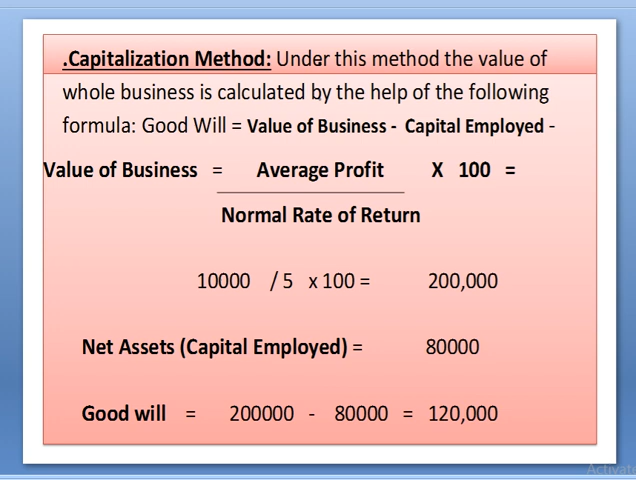 .Capitalization Method: Under this method the value of
whole business is calculated by the help of the following
formula: Good Will = Value of Business - Capital Employed -
Value of Business = Average Profit X 100 =
Normal Rate of Return
10000 / 5 x 100 = 200,000
Net Assets (Capital Employed) = 80000
Good will = 200000 - 80000 = 120,000
Activate